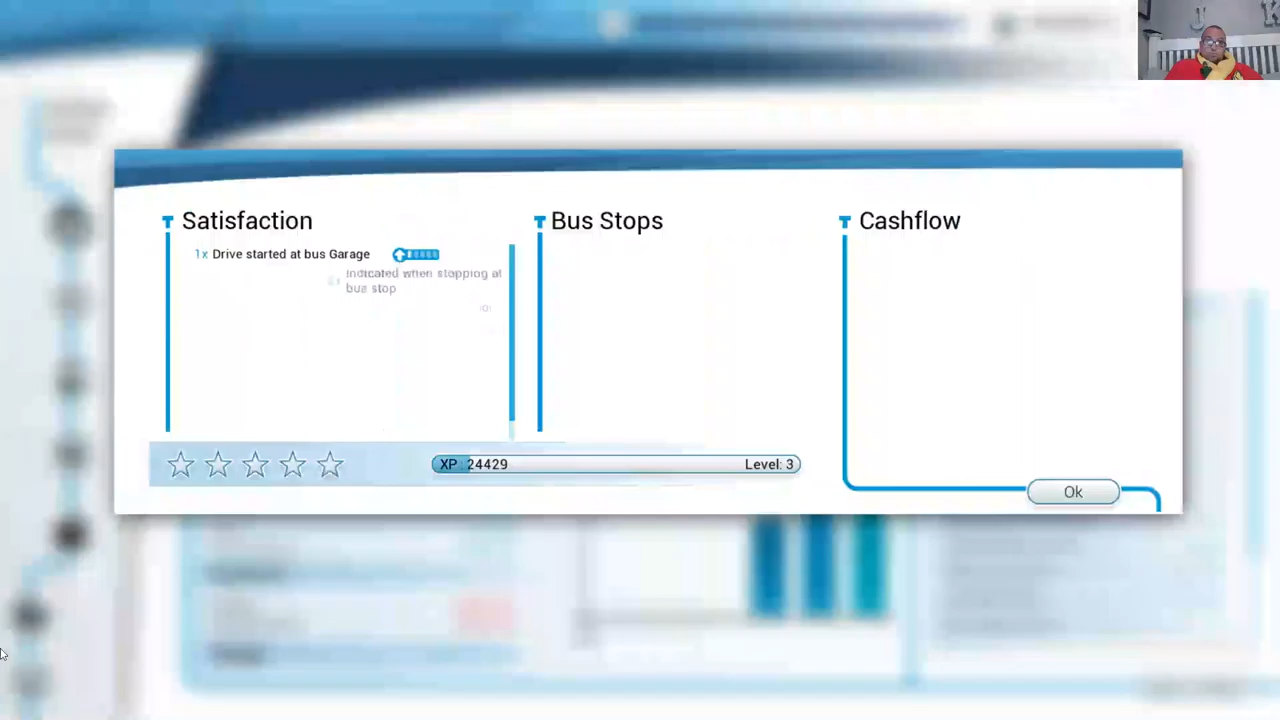 Satisfaction
Bus Stops
Cashflow
1x Drive started at bus Garage
Indicated when stopping at
bus stop
XP : 24429
Level: 3
Ok